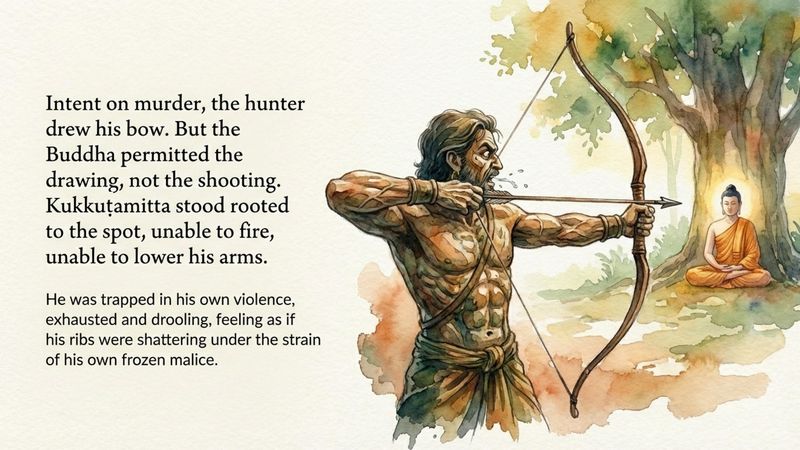 Intent on murder, the hunter
drew his bow. But the
Buddha permitted the
drawing, not the shooting.
Kukkuṭamitta stood rooted
to the spot, unable to fire,
unable to lower his arms.
He was trapped in his own violence,
exhausted and drooling, feeling as if
his ribs were shattering under the strain
of his own frozen malice.